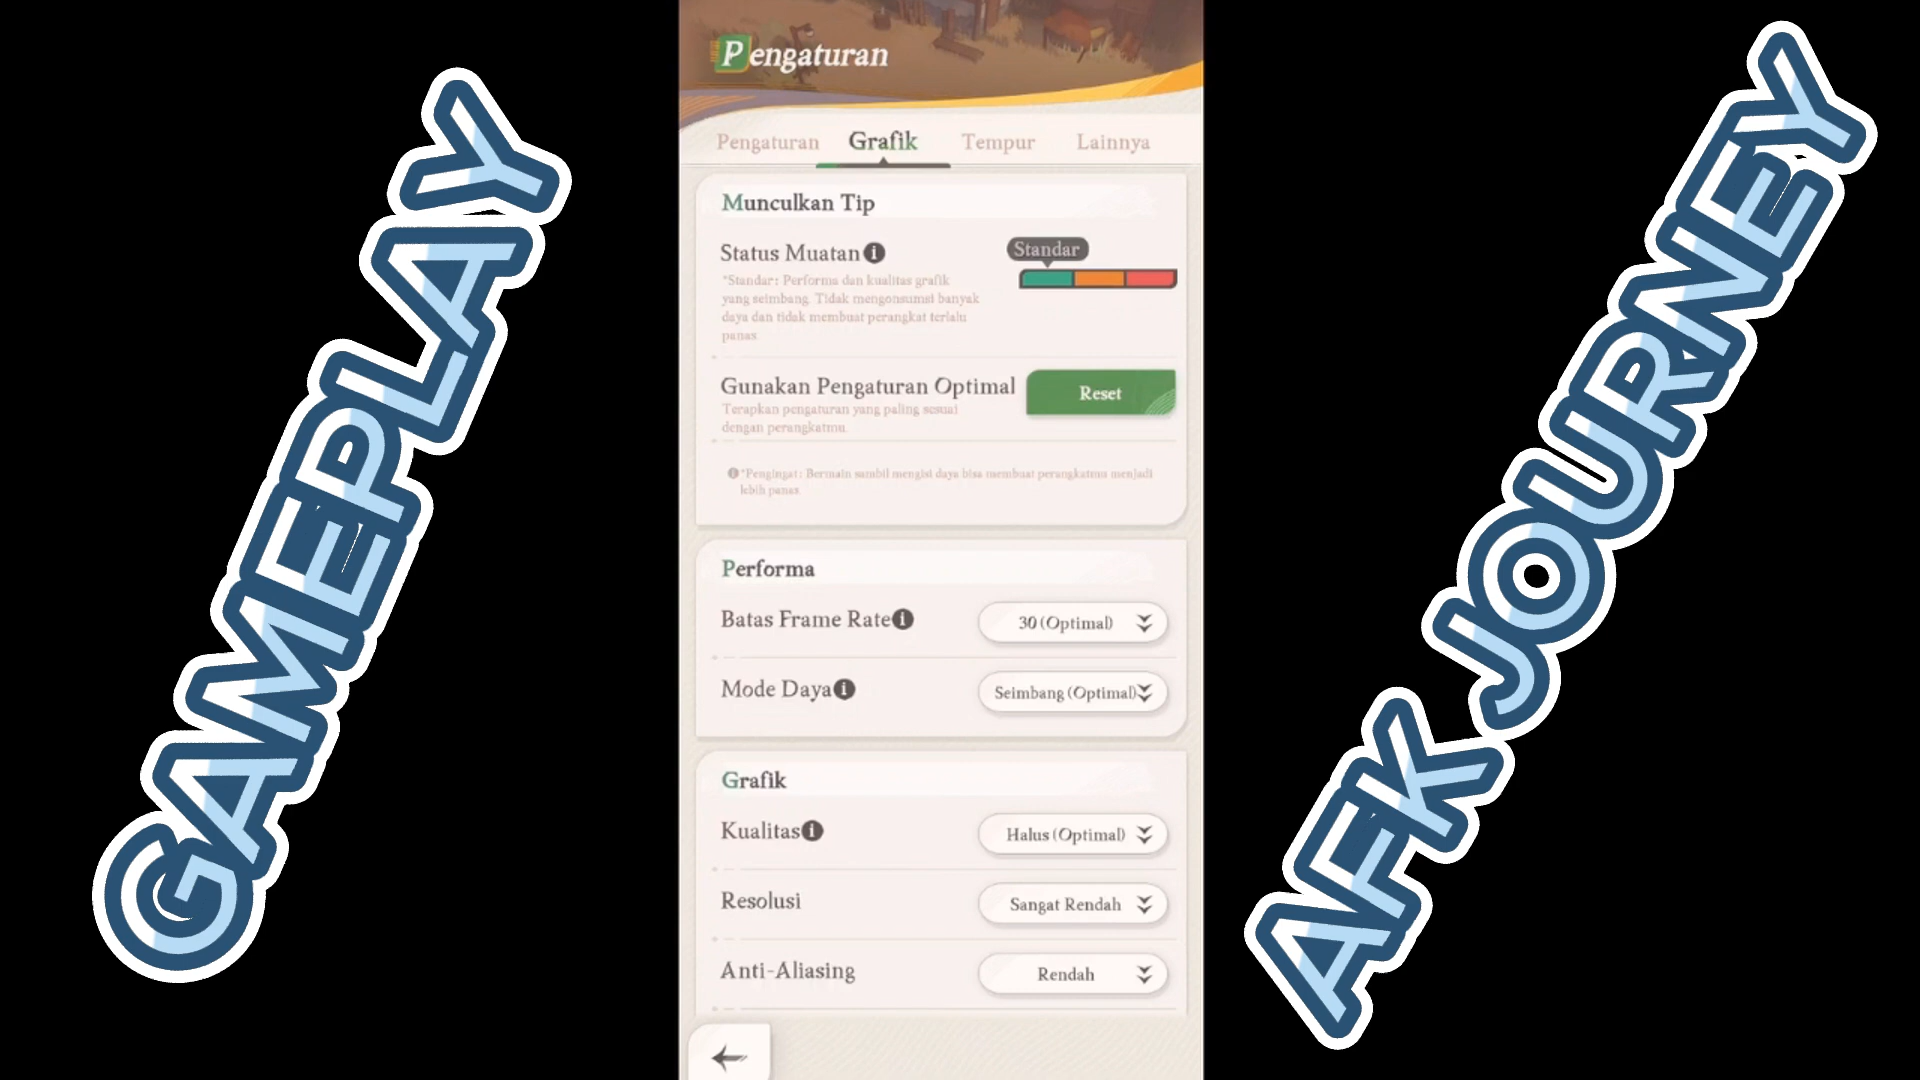 GAMEPLAY
Pengaturan
Pengaturan Grafik Tempur Lainnya
Munculkan Tip
Status Muatan
Standar
*Standar: Performa dan kualitas grafik
yang seimbang. Tidak mengonsumsi banyak
daya dan tidak membuat perangkat terlalu
panas.
Gunakan Pengaturan Optimal
Reset
Terapkan pengaturan yang paling sesuai
dengan perangkatmu.
*Pengingat: Bermain sambil mengisi daya bisa membuat perangkatmu menjadi
lebih panas.
Performa
Batas Frame Rate
30 (Optimal)
Mode Daya
Seimbang (Optimal)
Grafik
Kualitas
Halus (Optimal)
Resolusi
Sangat Rendah
Anti-Aliasing
Rendah
AFK JOURNEY